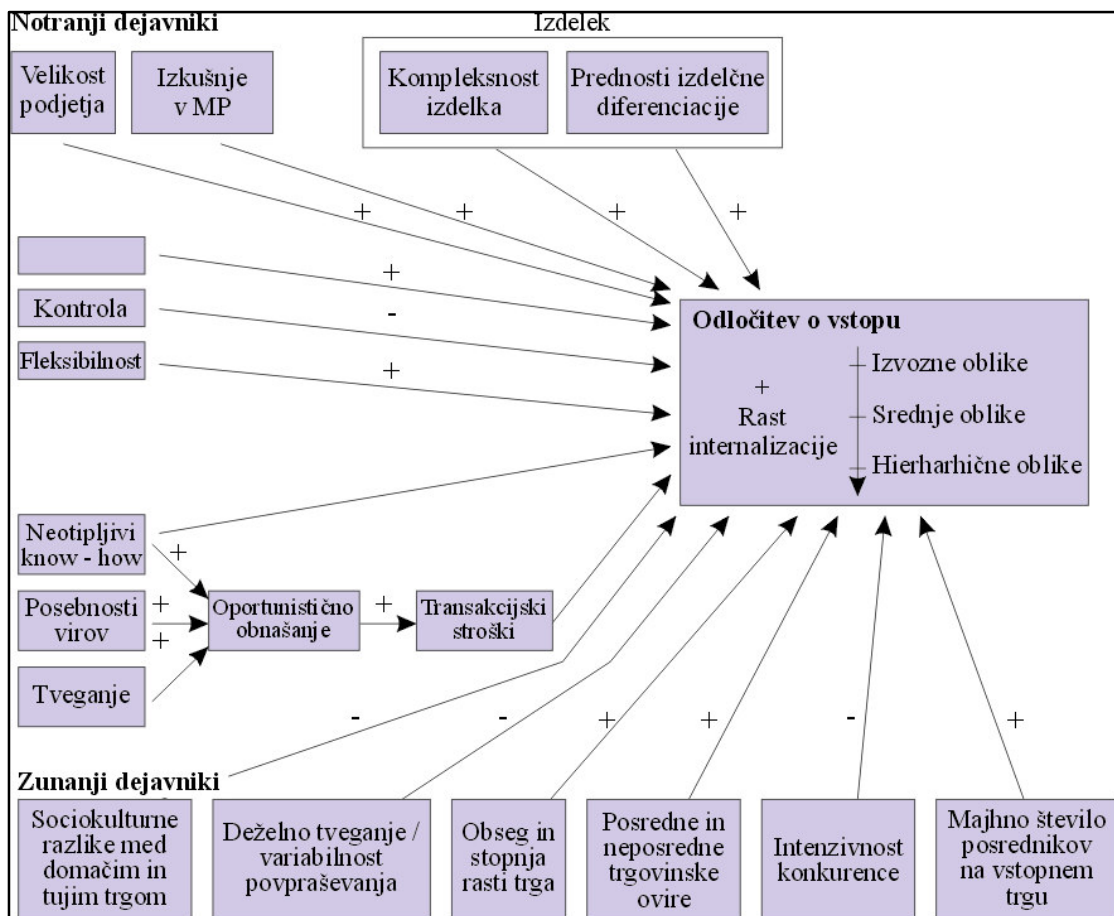 Notranji dejavniki
Izdelek
Velikost
podjetja
Izkušnje
v MP
Kompleksnost
izdelka
Prednosti izdelčne
diferenciacije
+
+
+
+
+
Kontrola
-
Fleksibilnost
+
Odločitev o vstopu
+
Rast
internalizacije
Izvozne oblike
Srednje oblike
Hierharhične oblike
Neotipljivi
know - how
+
Posebnosti
virov
+
+
Tveganje
Oportunistično
obnašanje
+
Transakcijski
stroški
-
-
+
+
-
+
Zunanji dejavniki
Sociokulturne
razlike med
domačim in
tujim trgom
Deželno tveganje /
variabilnost
povpraševanja
Obseg in
stopnja
rasti trga
Posredne in
neposredne
trgovinske
ovire
Intenzivnost
konkurence
Majhno število
posrednikov
na vstopnem
trgu